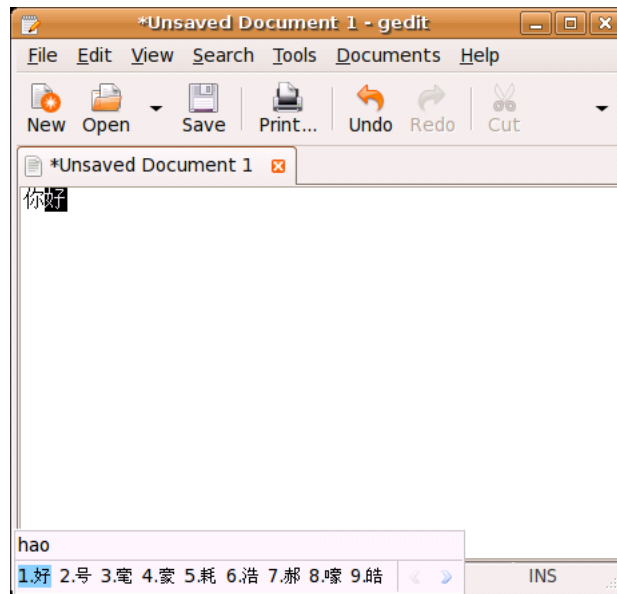 *Unsaved Document 1 - gedit
File Edit View Search Tools Documents Help
New Open Save Print... Undo Redo Cut
*Unsaved Document 1
你好
hao
1.好 2.号 3.毫 4.豪 5.耗 6.浩 7.郝 8.嚎 9.皓
INS